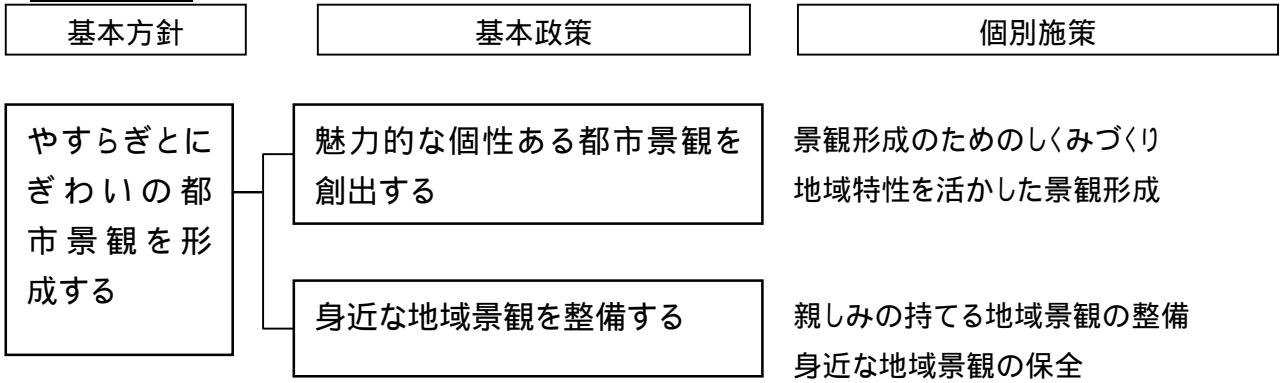 基本方針
基本政策
個別施策
やすらぎとに
ぎわいの都
市景観を形
成する
魅力的な個性ある都市景観を
創出する
景観形成のためのしくみづくり
地域特性を活かした景観形成
身近な地域景観を整備する
親しみの持てる地域景観の整備
身近な地域景観の保全